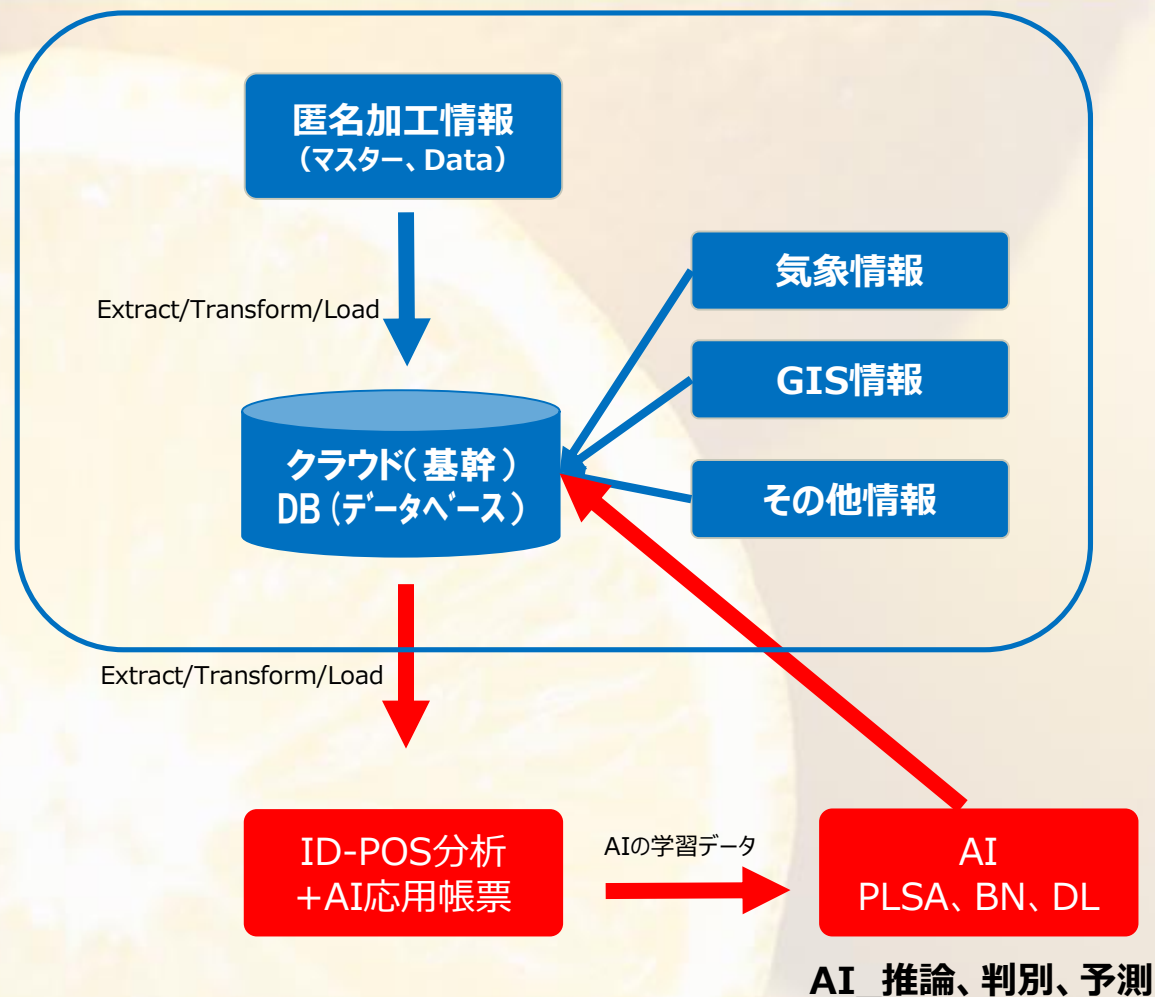 匿名加工情報
（マスター、Data）
Extract/Transform/Load
気象情報
GIS情報
その他情報
クラウド（基幹）
DB（データベース）
Extract/Transform/Load
ID-POS分析
+AI応用帳票
AIの学習データ
AI
PLSA、BN、DL
AI 推論、判別、予測